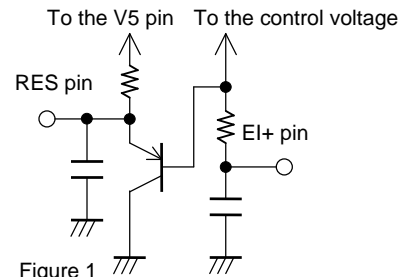 To the V5 pin To the control voltage
RES pin
EI+ pin
Figure 1